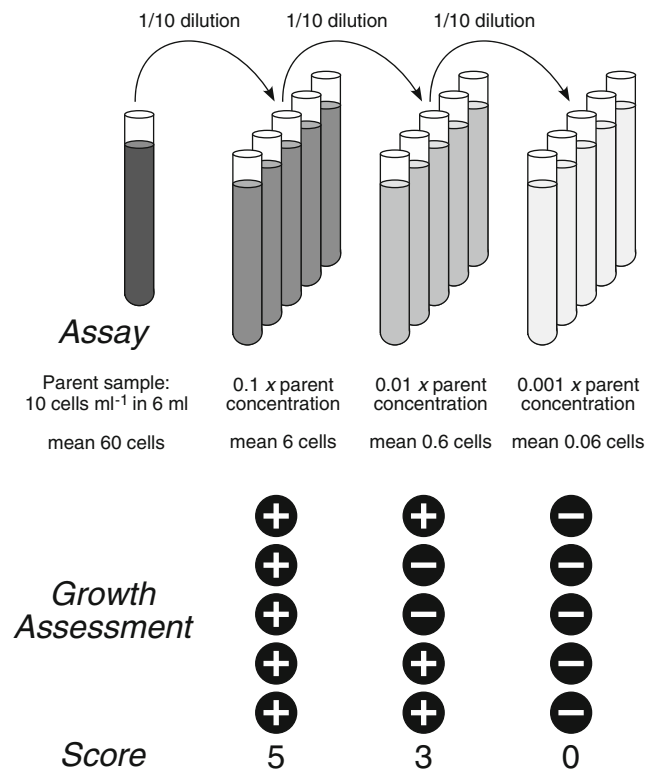 1/10 dilution 1/10 dilution 1/10 dilution
Assay
Parent sample:
10 cells ml⁻¹ in 6 ml
mean 60 cells
0.1 x parent
concentration
mean 6 cells
0.01 x parent
concentration
mean 0.6 cells
0.001 x parent
concentration
mean 0.06 cells
+ + −
+ − −
+ − −
+ + −
+ + −
Growth
Assessment
Score 5 3 0